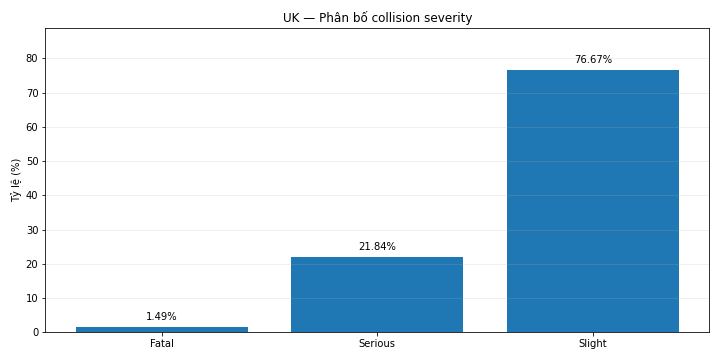 UK — Phân bố collision severity
Tỷ lệ (%)
80
70
60
50
40
30
20
10
0
76.67%
21.84%
1.49%
Fatal
Serious
Slight